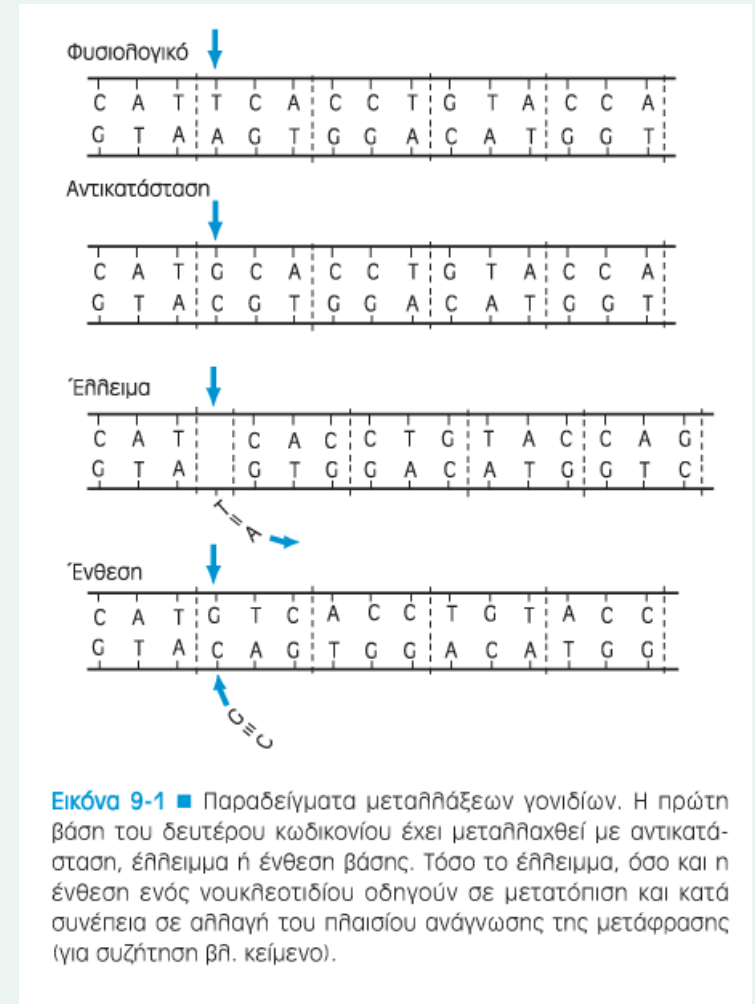 Φυσιολογικό
C A T T C A C C T G T A C C A
G T A A G T G G A C A T G G T
Αντικατάσταση
C A T G C A C C T G T A C C A
G T A C G T G G A C A T G G T
Έλλειμα
C A T C A C C T G T A C C A G
G T A G T G G A C A T G G T C
T=A
Ένθεση
C A T G T C A C C T G T A C C
G T A C A G T G G A C A T G G
G≡C
Εικόνα 9-1 ■ Παραδείγματα μεταλλάξεων γονιδίων. Η πρώτη
βάση του δευτέρου κωδικονίου έχει μεταλλαχθεί με αντικατά-
σταση, έλλειμμα ή ένθεση βάσης. Τόσο το έλλειμμα, όσο και η
ένθεση ενός νουκλεοτιδίου οδηγούν σε μετατόπιση και κατά
συνέπεια σε αλλαγή του πλαισίου ανάγνωσης της μετάφρασης
(για συζήτηση βλ. κείμενο).